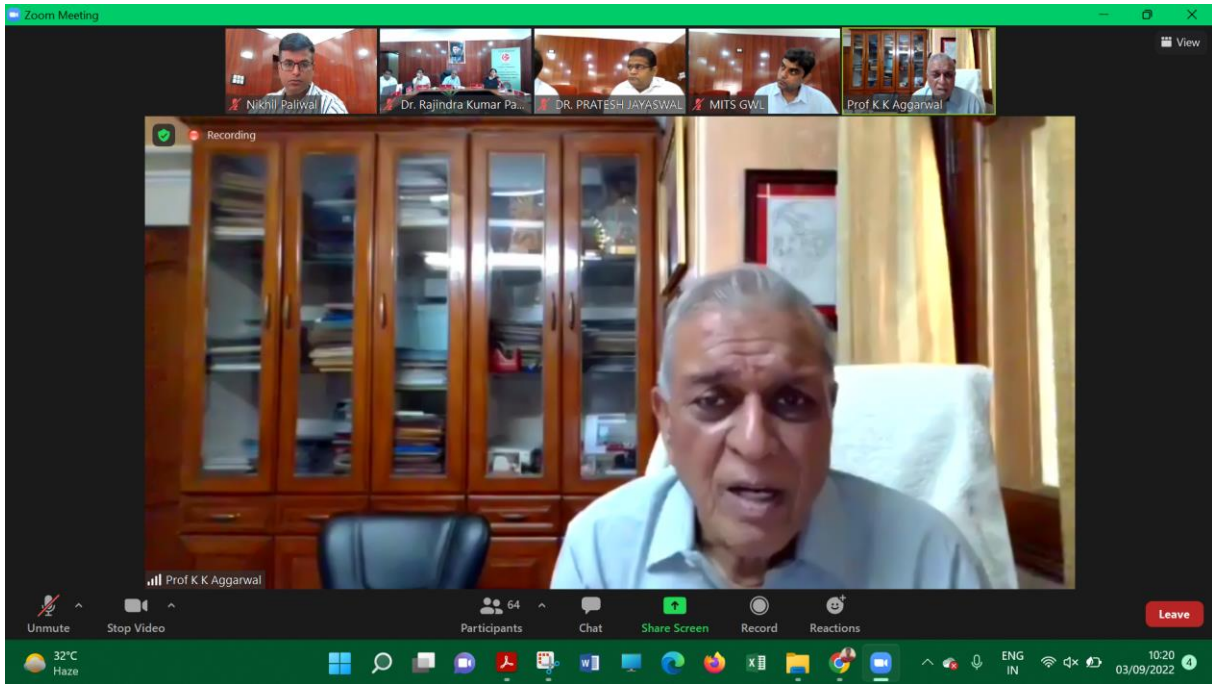 Zoom Meeting
View
Nikhil Paliwal
Dr. Rajindra Kumar Pa...
DR. PRATESH JAYASWAL
MITS GWL
Prof K K Aggarwal
Recording
Prof K K Aggarwal
64
Unmute
Stop Video
Participants
Chat
Share Screen
Record
Reactions
Leave
32°C
Haze
ENG
IN
10:20
03/09/2022
4